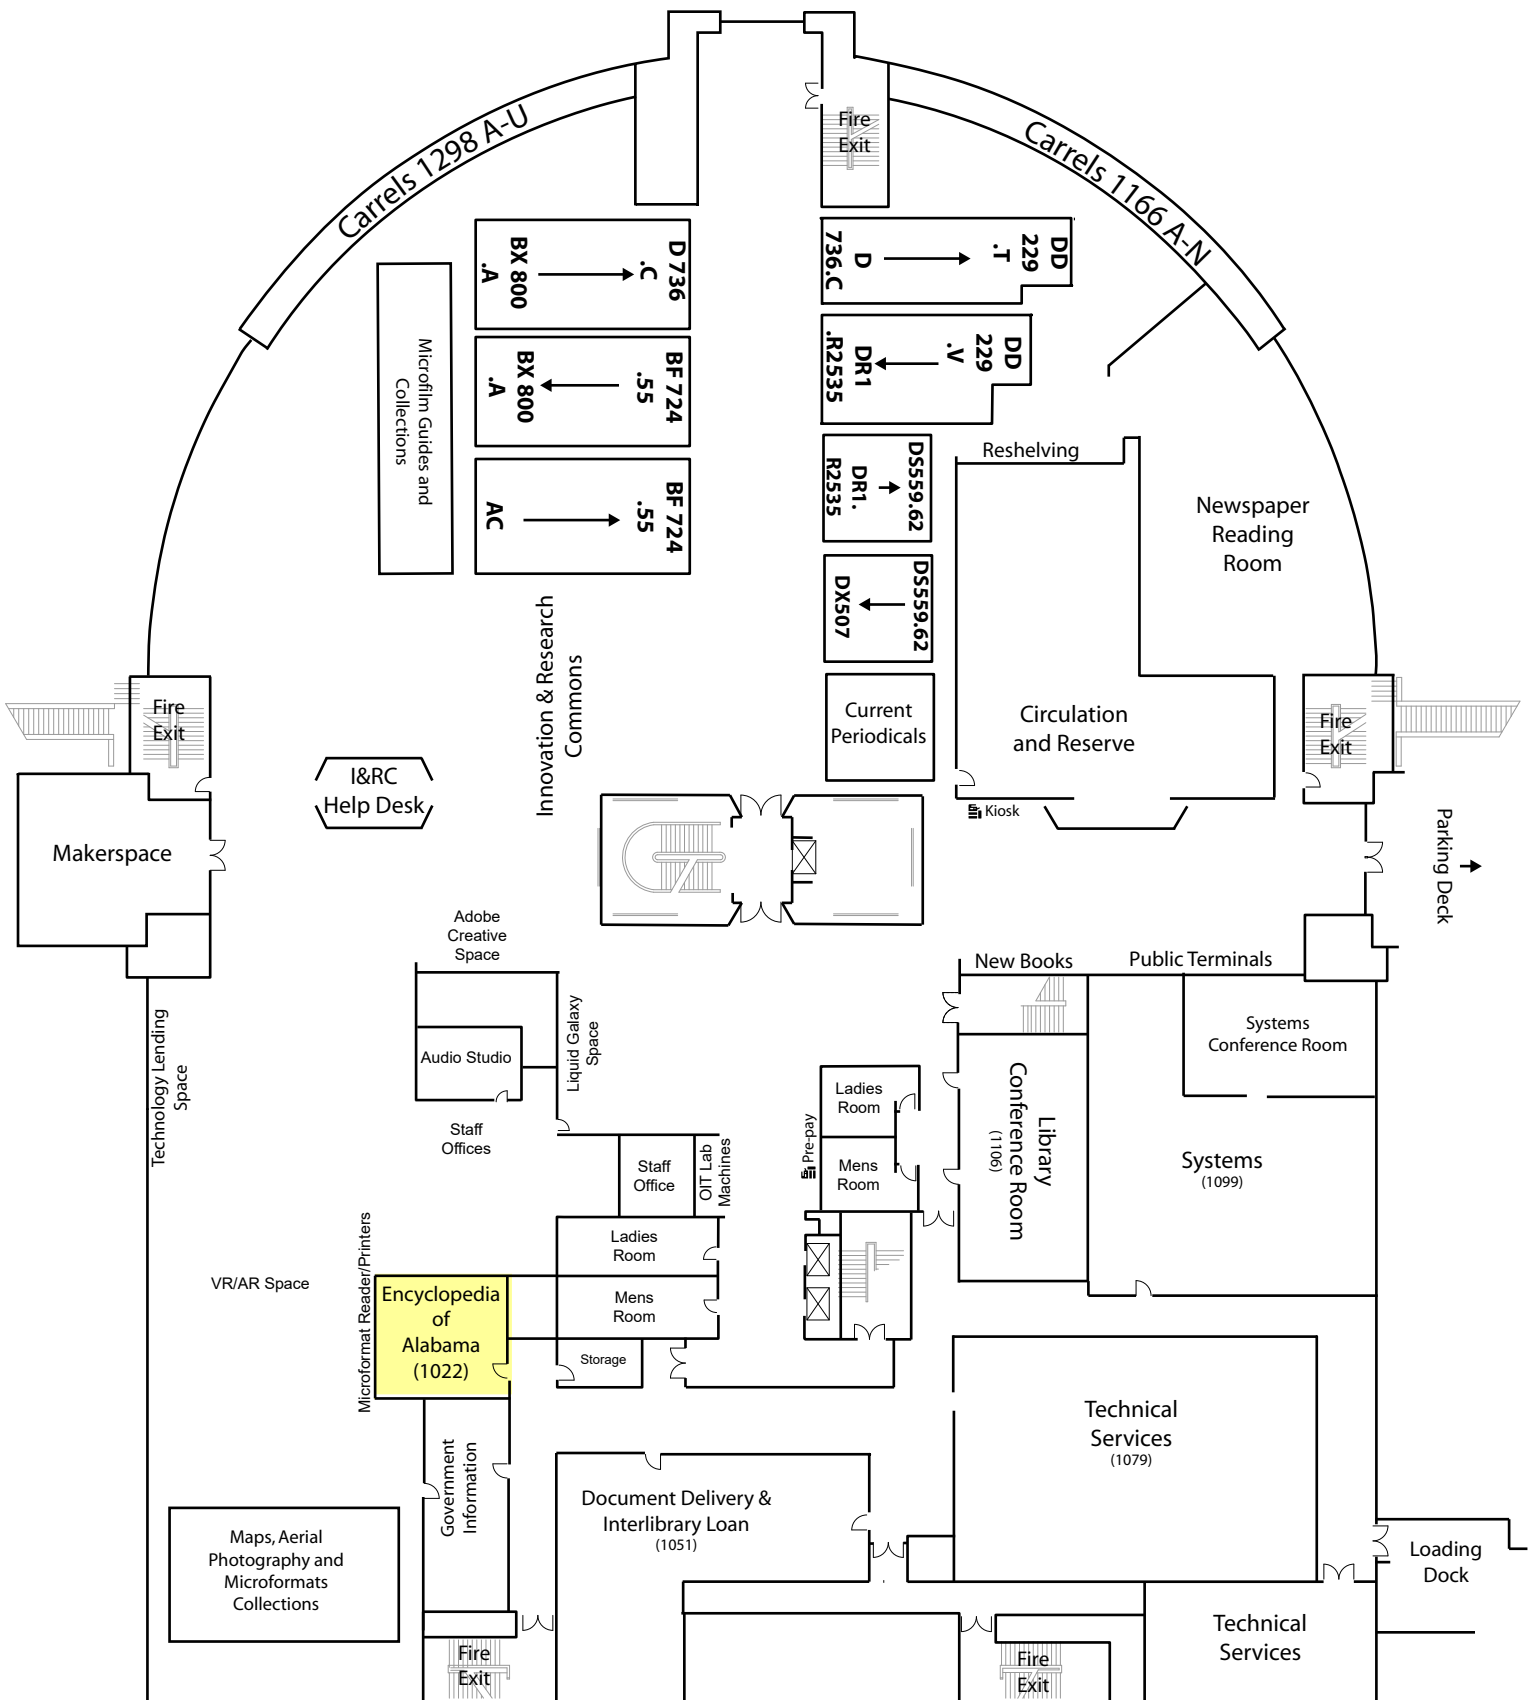 Carrels 1298 A-U
Fire
Exit
Carrels 1166 A-N
BX 800
.A
D 736
.C
D
736.C
DD
229
.T
Microfilm Guides and
Collections
BX 800
.A
BF 724
.55
DR1
.R2535
DD
229
.V
AC
BF 724
.55
DR1.
R2535
DS559.62
Reshelving
Newspaper
Reading
Room
DX507
DS559.62
Innovation & Research
Commons
Current
Periodicals
Circulation
and Reserve
Fire
Exit
Fire
Exit
I&RC
Help Desk
Kiosk
Makerspace
Parking Deck
Adobe
Creative
Space
New Books
Public Terminals
Technology Lending
Space
Audio Studio
Liquid Galaxy
Space
Systems
Conference Room
Staff
Offices
Ladies
Room
Library
Conference Room
(1106)
Pre-pay
Mens
Room
Systems
(1099)
Staff
Office
OIT Lab
Machines
Ladies
Room
VR/AR Space
Microformat Reader/Printers
Encyclopedia
of
Alabama
(1022)
Mens
Room
Storage
Government
Information
Technical
Services
(1079)
Document Delivery &
Interlibrary Loan
(1051)
Maps, Aerial
Photography and
Microformats
Collections
Loading
Dock
Technical
Services
Fire
Exit
Fire
Exit